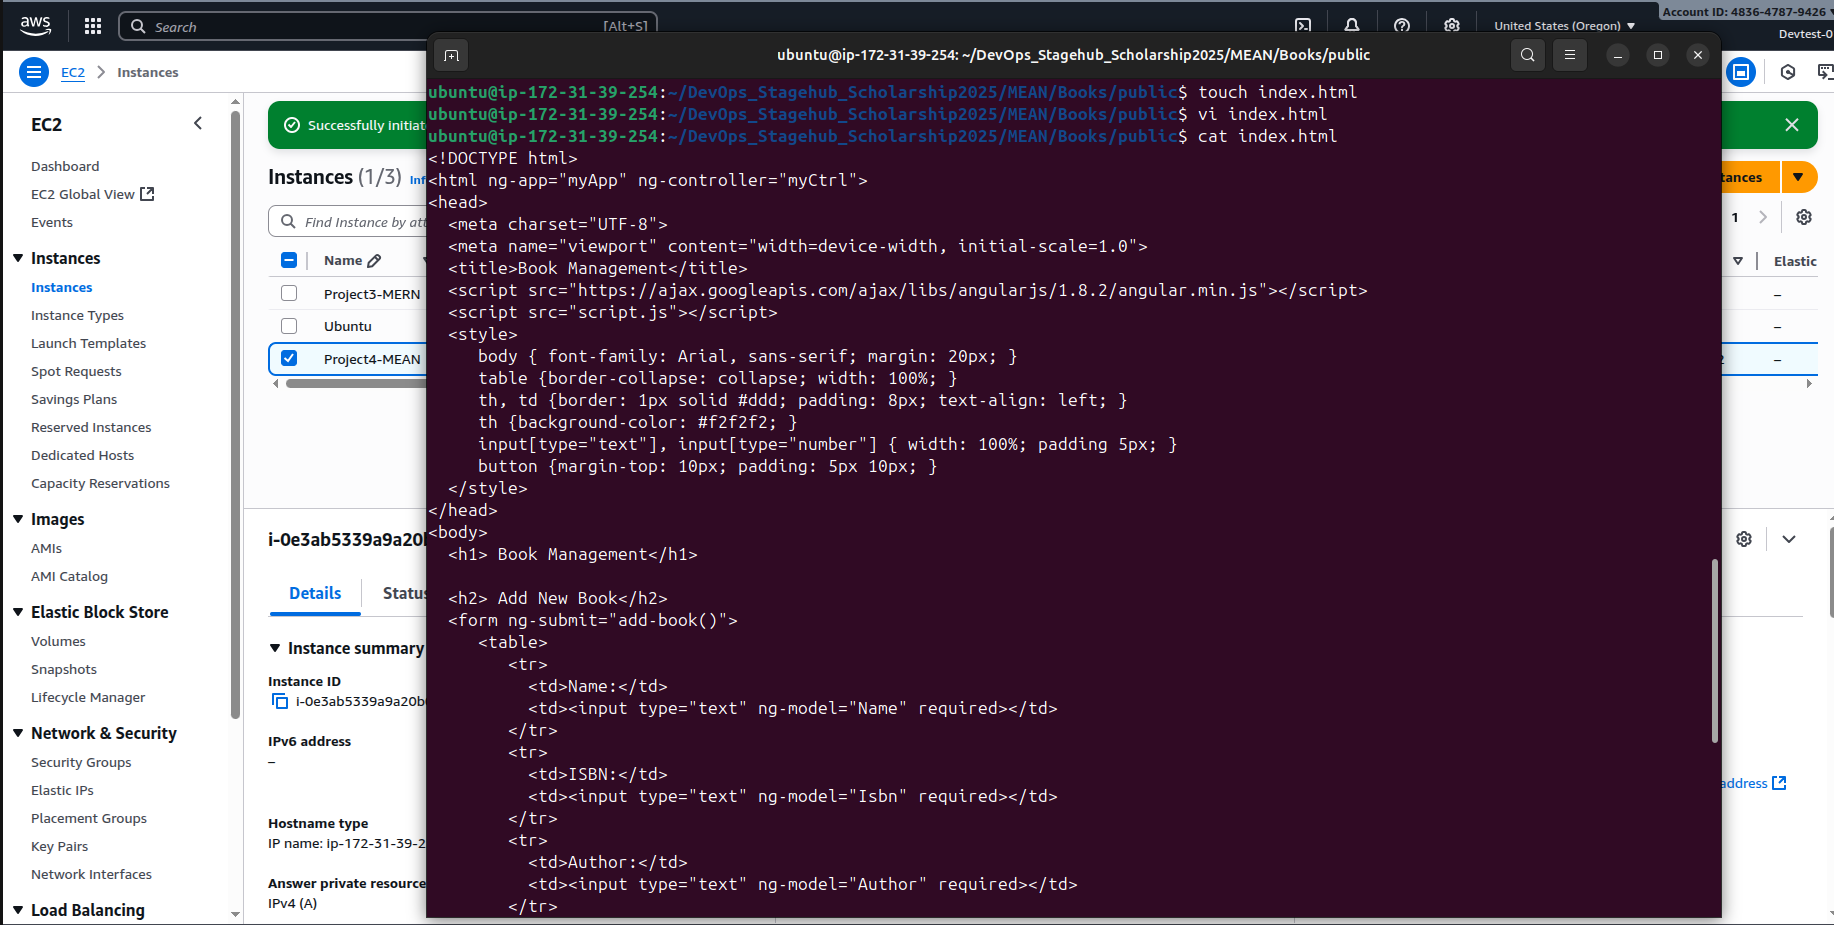 aws
Search
[Alt+S]
United States (Oregon)
Account ID: 4836-4787-9426
Devtest-0
EC2
Instances
EC2
Dashboard
EC2 Global View
Events
Instances
Instances
Instance Types
Launch Templates
Spot Requests
Savings Plans
Reserved Instances
Dedicated Hosts
Capacity Reservations
Images
AMIs
AMI Catalog
Elastic Block Store
Volumes
Snapshots
Lifecycle Manager
Network & Security
Security Groups
Elastic IPs
Placement Groups
Key Pairs
Network Interfaces
Load Balancing
Successfully initiat
Instances (1/3) Inf
Find Instance by att
Name
Project3-MERN
Ubuntu
Project4-MEAN
i-0e3ab5339a9a20b
Details
Status
Instance summary
Instance ID
i-0e3ab5339a9a20b
IPv6 address
–
Hostname type
IP name: ip-172-31-39-2
Answer private resource
IPv4 (A)
ubuntu@ip-172-31-39-254: ~/DevOps_Stagehub_Scholarship2025/MEAN/Books/public
ubuntu@ip-172-31-39-254:~/DevOps_Stagehub_Scholarship2025/MEAN/Books/public$ touch index.html
ubuntu@ip-172-31-39-254:~/DevOps_Stagehub_Scholarship2025/MEAN/Books/public$ vi index.html
ubuntu@ip-172-31-39-254:~/DevOps_Stagehub_Scholarship2025/MEAN/Books/public$ cat index.html
<!DOCTYPE html>
<html ng-app="myApp" ng-controller="myCtrl">
<head>
  <meta charset="UTF-8">
  <meta name="viewport" content="width=device-width, initial-scale=1.0">
  <title>Book Management</title>
  <script src="https://ajax.googleapis.com/ajax/libs/angularjs/1.8.2/angular.min.js"></script>
  <script src="script.js"></script>
  <style>
     body { font-family: Arial, sans-serif; margin: 20px; }
     table {border-collapse: collapse; width: 100%; }
     th, td {border: 1px solid #ddd; padding: 8px; text-align: left; }
     th {background-color: #f2f2f2; }
     input[type="text"], input[type="number"] { width: 100%; padding 5px; }
     button {margin-top: 10px; padding: 5px 10px; }
  </style>
</head>
<body>
  <h1> Book Management</h1>
  <h2> Add New Book</h2>
  <form ng-submit="add-book()">
     <table>
        <tr>
          <td>Name:</td>
          <td><input type="text" ng-model="Name" required></td>
        </tr>
        <tr>
          <td>ISBN:</td>
          <td><input type="text" ng-model="Isbn" required></td>
        </tr>
        <tr>
          <td>Author:</td>
          <td><input type="text" ng-model="Author" required></td>
        </tr>
tances
1
Elastic
–
–
2 –
address